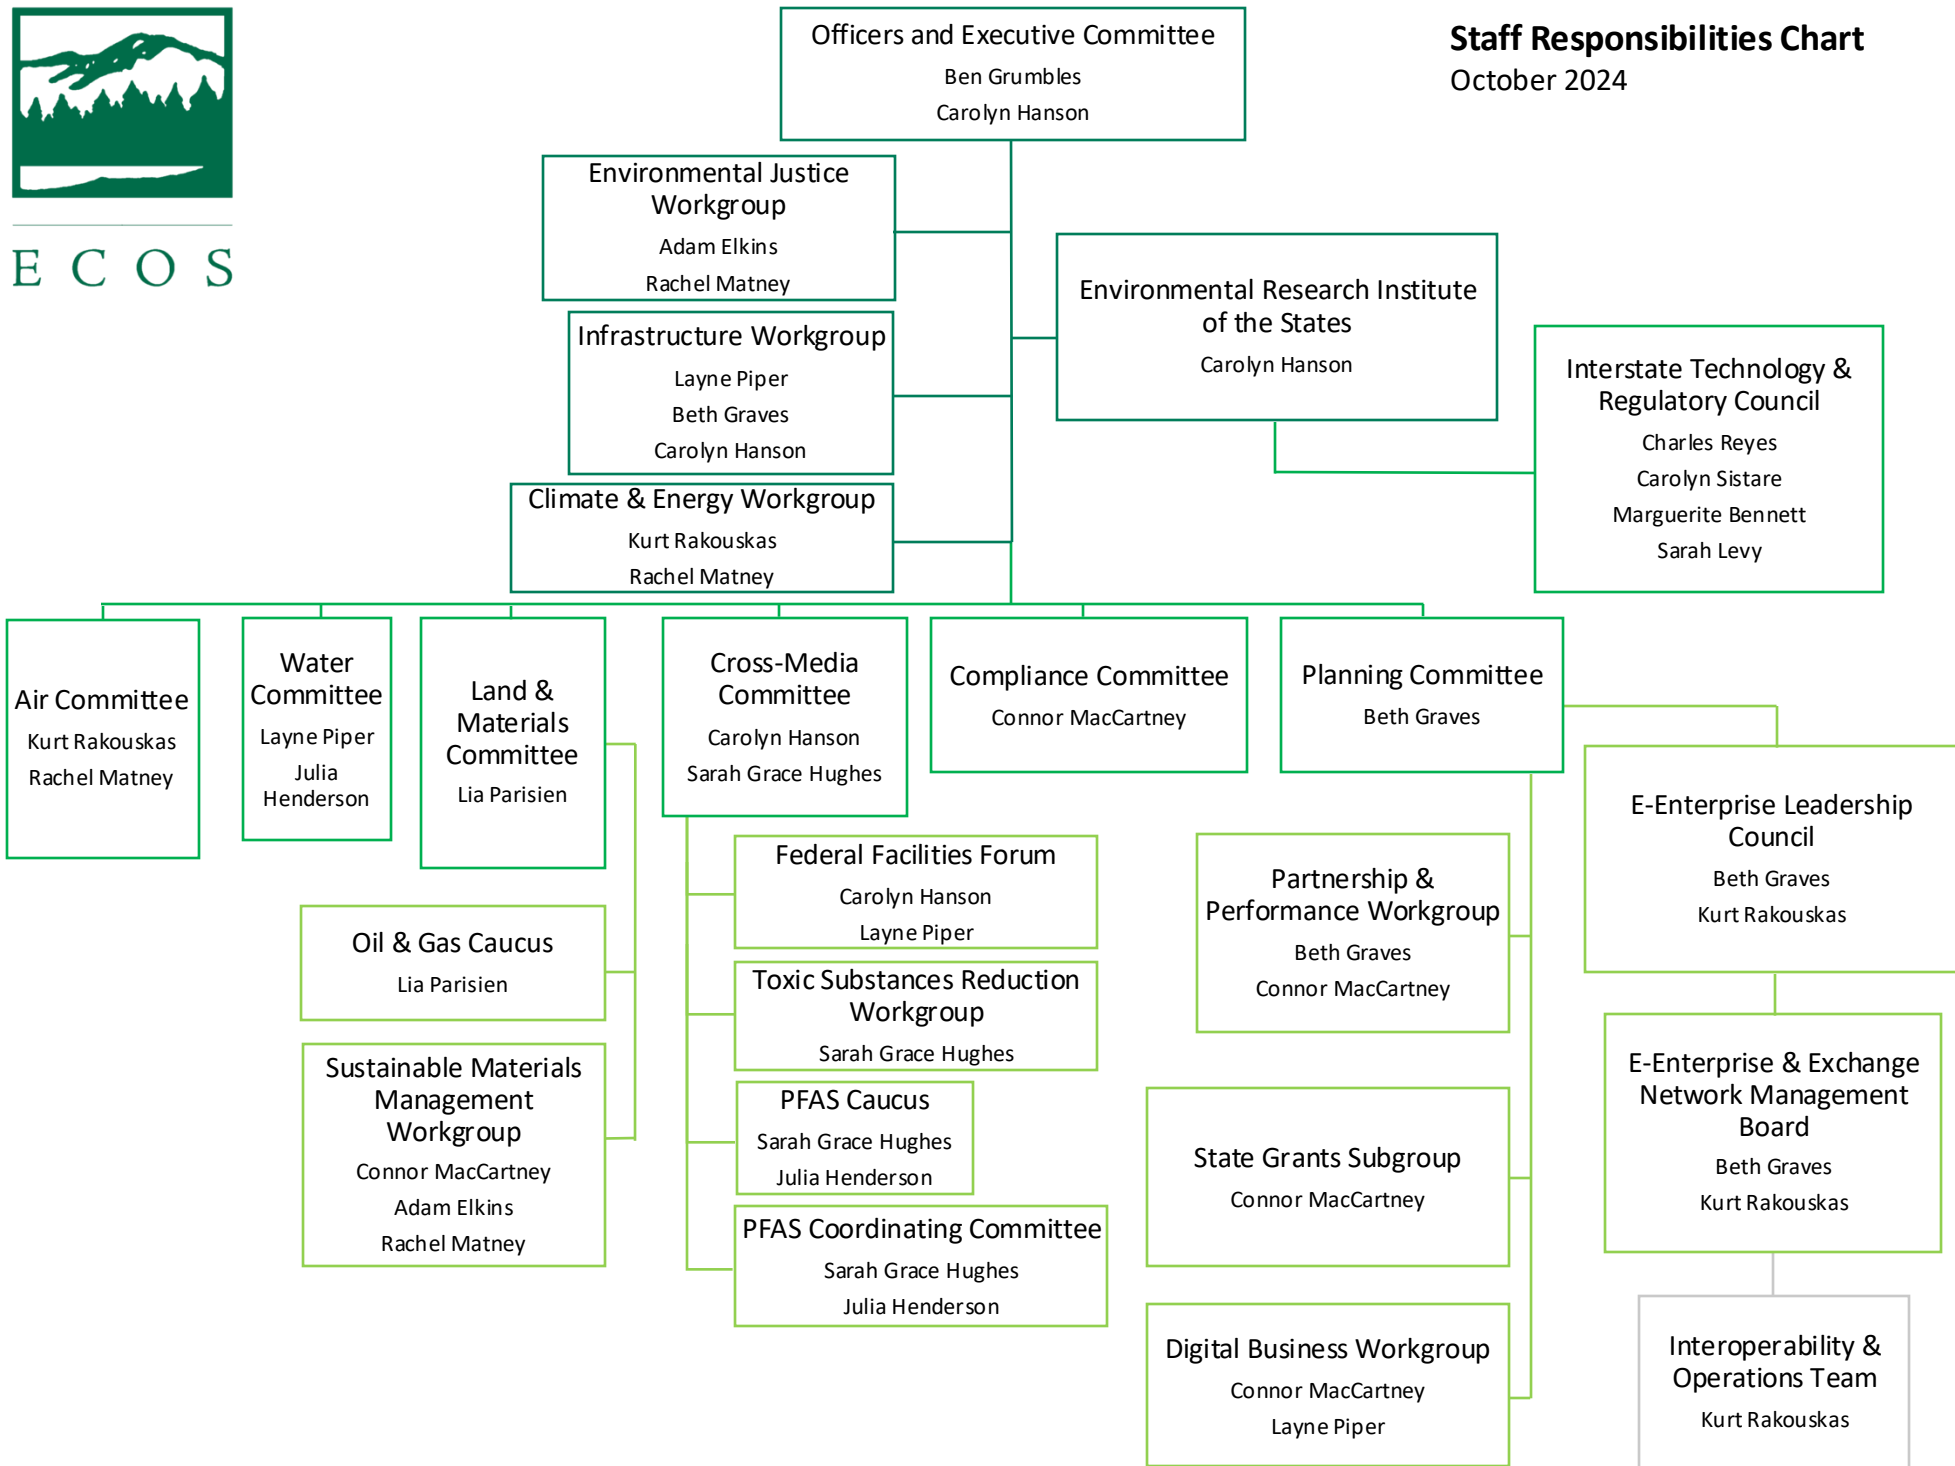 Staff Responsibilities Chart
October 2024
E C O S
Officers and Executive Committee
Ben Grumbles
Carolyn Hanson
Environmental Justice
Workgroup
Adam Elkins
Rachel Matney
Infrastructure Workgroup
Layne Piper
Beth Graves
Carolyn Hanson
Climate & Energy Workgroup
Kurt Rakouskas
Rachel Matney
Environmental Research Institute
of the States
Carolyn Hanson
Interstate Technology &
Regulatory Council
Charles Reyes
Carolyn Sistare
Marguerite Bennett
Sarah Levy
Air Committee
Kurt Rakouskas
Rachel Matney
Water
Committee
Layne Piper
Julia
Henderson
Land &
Materials
Committee
Lia Parisien
Cross-Media
Committee
Carolyn Hanson
Sarah Grace Hughes
Compliance Committee
Connor MacCartney
Planning Committee
Beth Graves
Oil & Gas Caucus
Lia Parisien
Sustainable Materials
Management
Workgroup
Connor MacCartney
Adam Elkins
Rachel Matney
Federal Facilities Forum
Carolyn Hanson
Layne Piper
Toxic Substances Reduction
Workgroup
Sarah Grace Hughes
PFAS Caucus
Sarah Grace Hughes
Julia Henderson
PFAS Coordinating Committee
Sarah Grace Hughes
Julia Henderson
Partnership &
Performance Workgroup
Beth Graves
Connor MacCartney
State Grants Subgroup
Connor MacCartney
Digital Business Workgroup
Connor MacCartney
Layne Piper
E-Enterprise Leadership
Council
Beth Graves
Kurt Rakouskas
E-Enterprise & Exchange
Network Management
Board
Beth Graves
Kurt Rakouskas
Interoperability &
Operations Team
Kurt Rakouskas